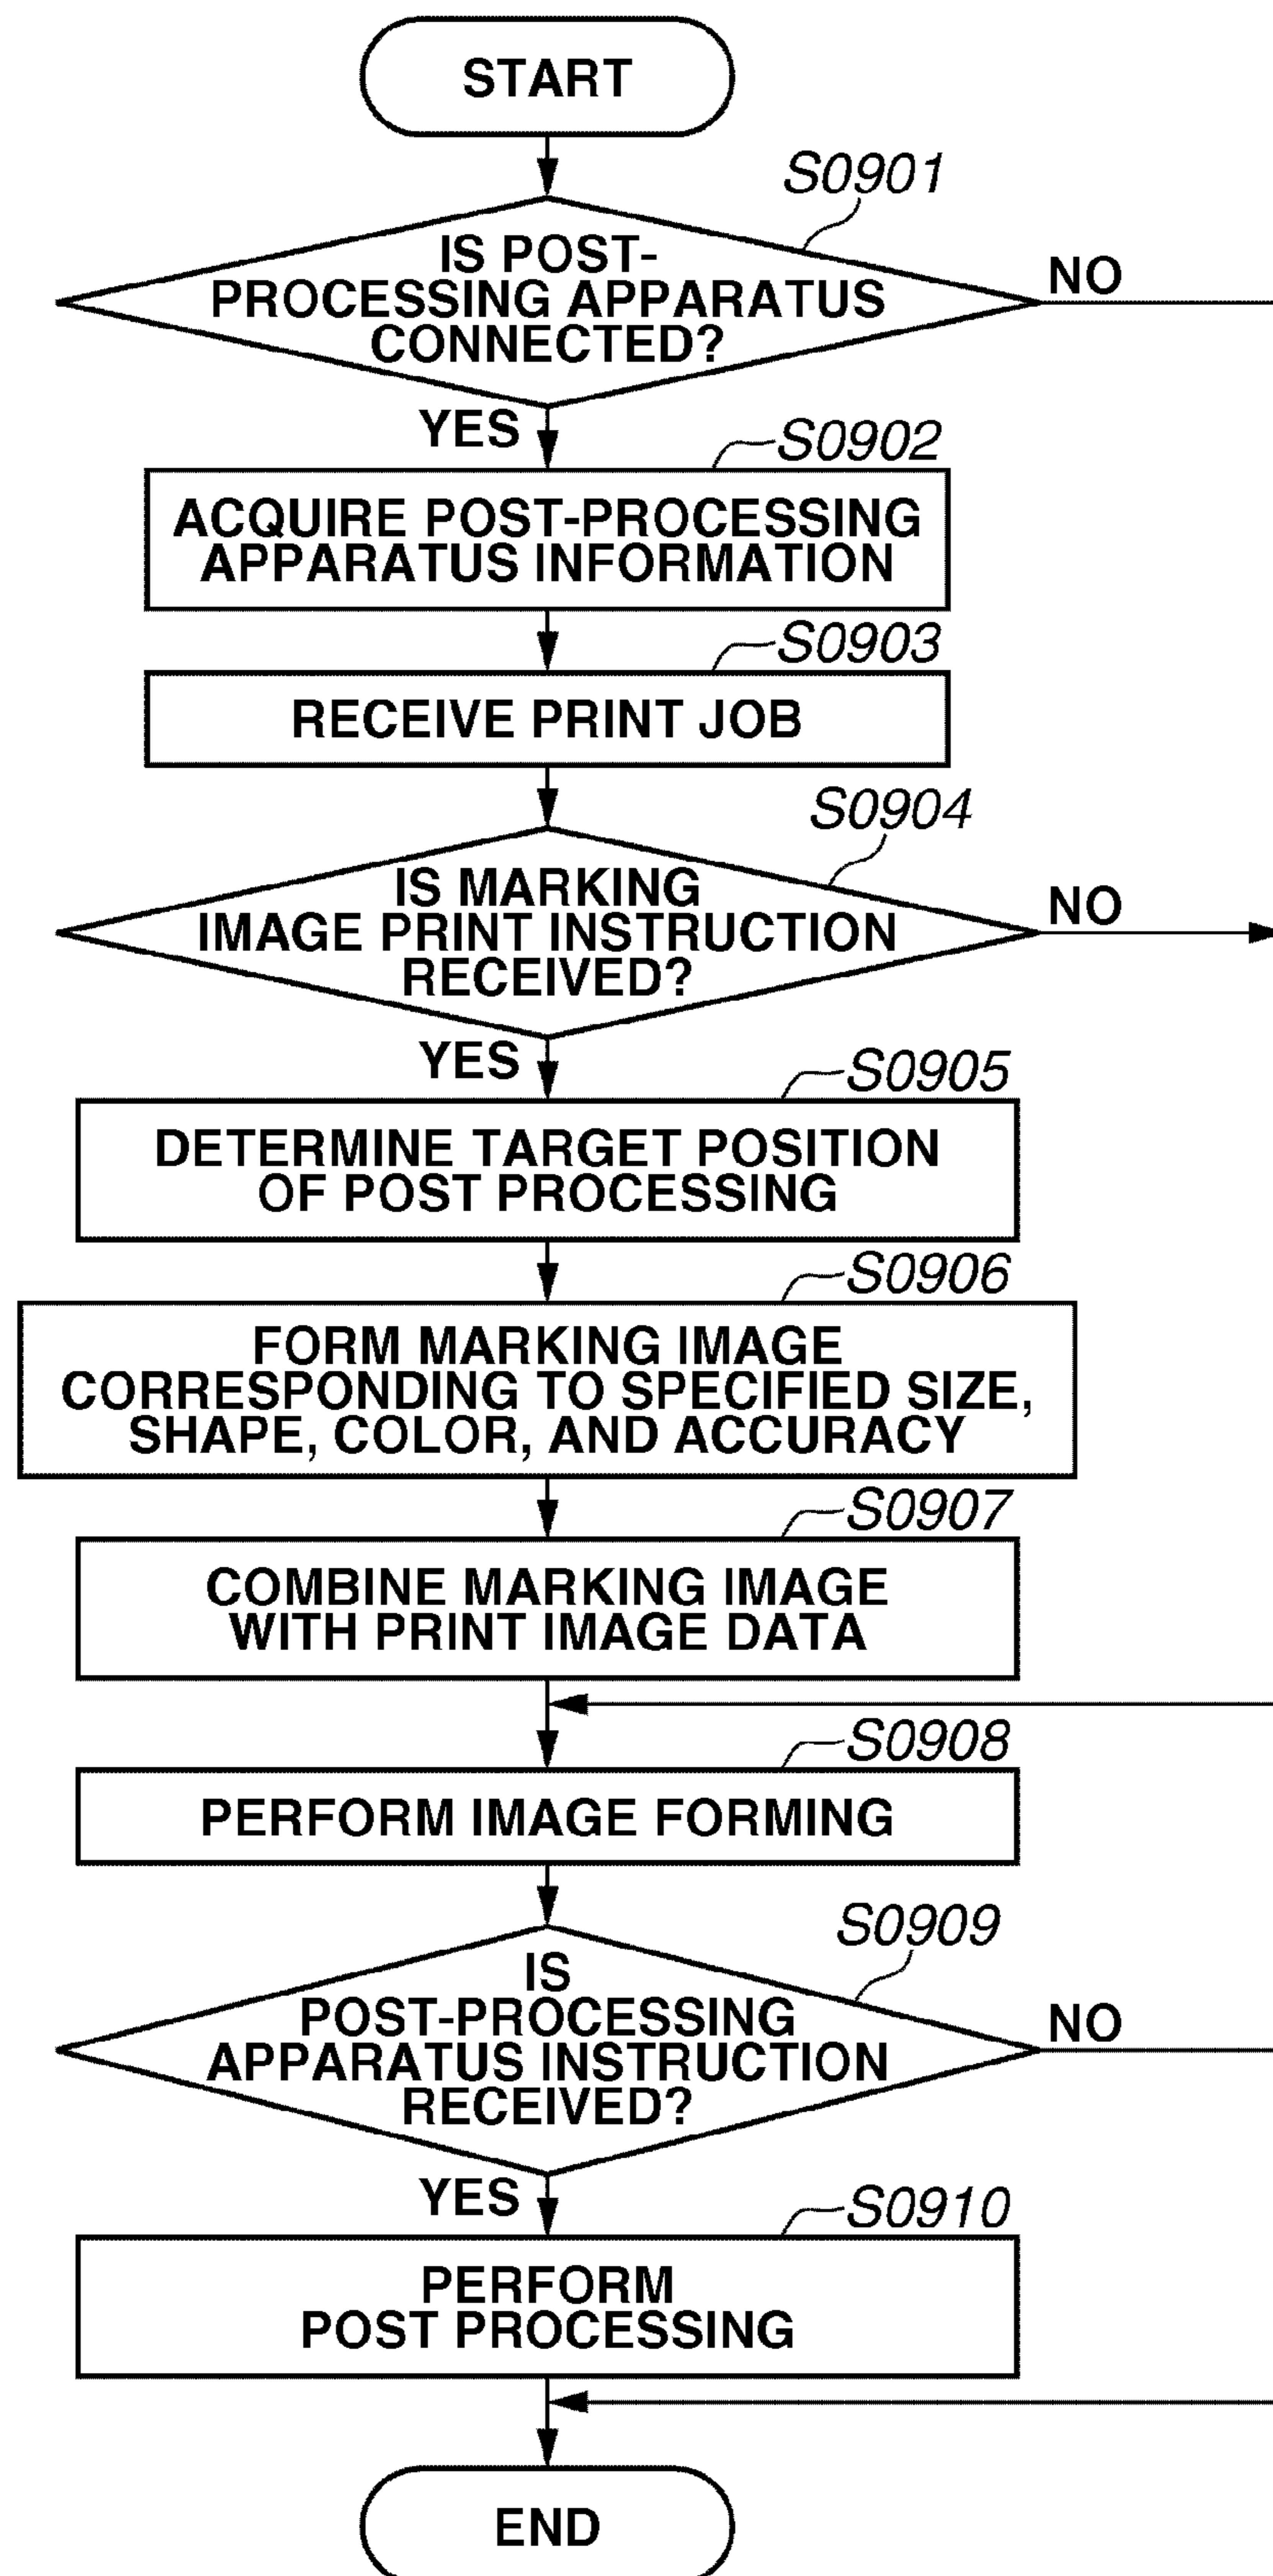 START
S0901
IS POST-
PROCESSING APPARATUS
CONNECTED?
NO
YES
S0902
ACQUIRE POST-PROCESSING
APPARATUS INFORMATION
S0903
RECEIVE PRINT JOB
S0904
IS MARKING
IMAGE PRINT INSTRUCTION
RECEIVED?
NO
YES
S0905
DETERMINE TARGET POSITION
OF POST PROCESSING
S0906
FORM MARKING IMAGE
CORRESPONDING TO SPECIFIED SIZE,
SHAPE, COLOR, AND ACCURACY
S0907
COMBINE MARKING IMAGE
WITH PRINT IMAGE DATA
S0908
PERFORM IMAGE FORMING
S0909
IS
POST-PROCESSING
APPARATUS INSTRUCTION
RECEIVED?
NO
YES
S0910
PERFORM
POST PROCESSING
END